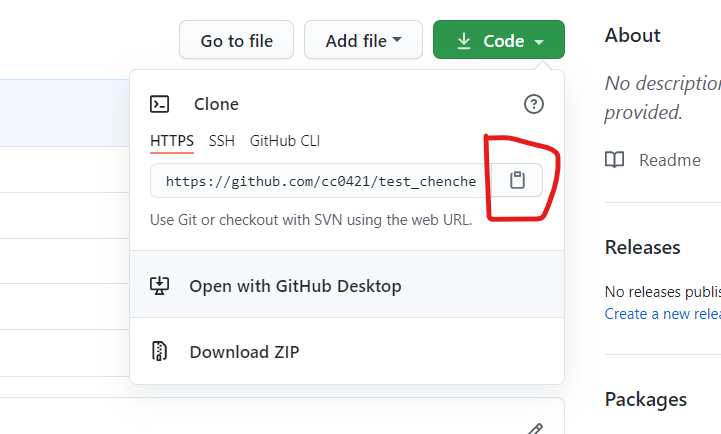 Go to file
Add file
Code
Clone
HTTPS SSH GitHub CLI
https://github.com/cc0421/test_chenche
Use Git or checkout with SVN using the web URL.
Open with GitHub Desktop
Download ZIP
About
No description
provided.
Readme
Releases
No releases publis
Create a new relea
Packages